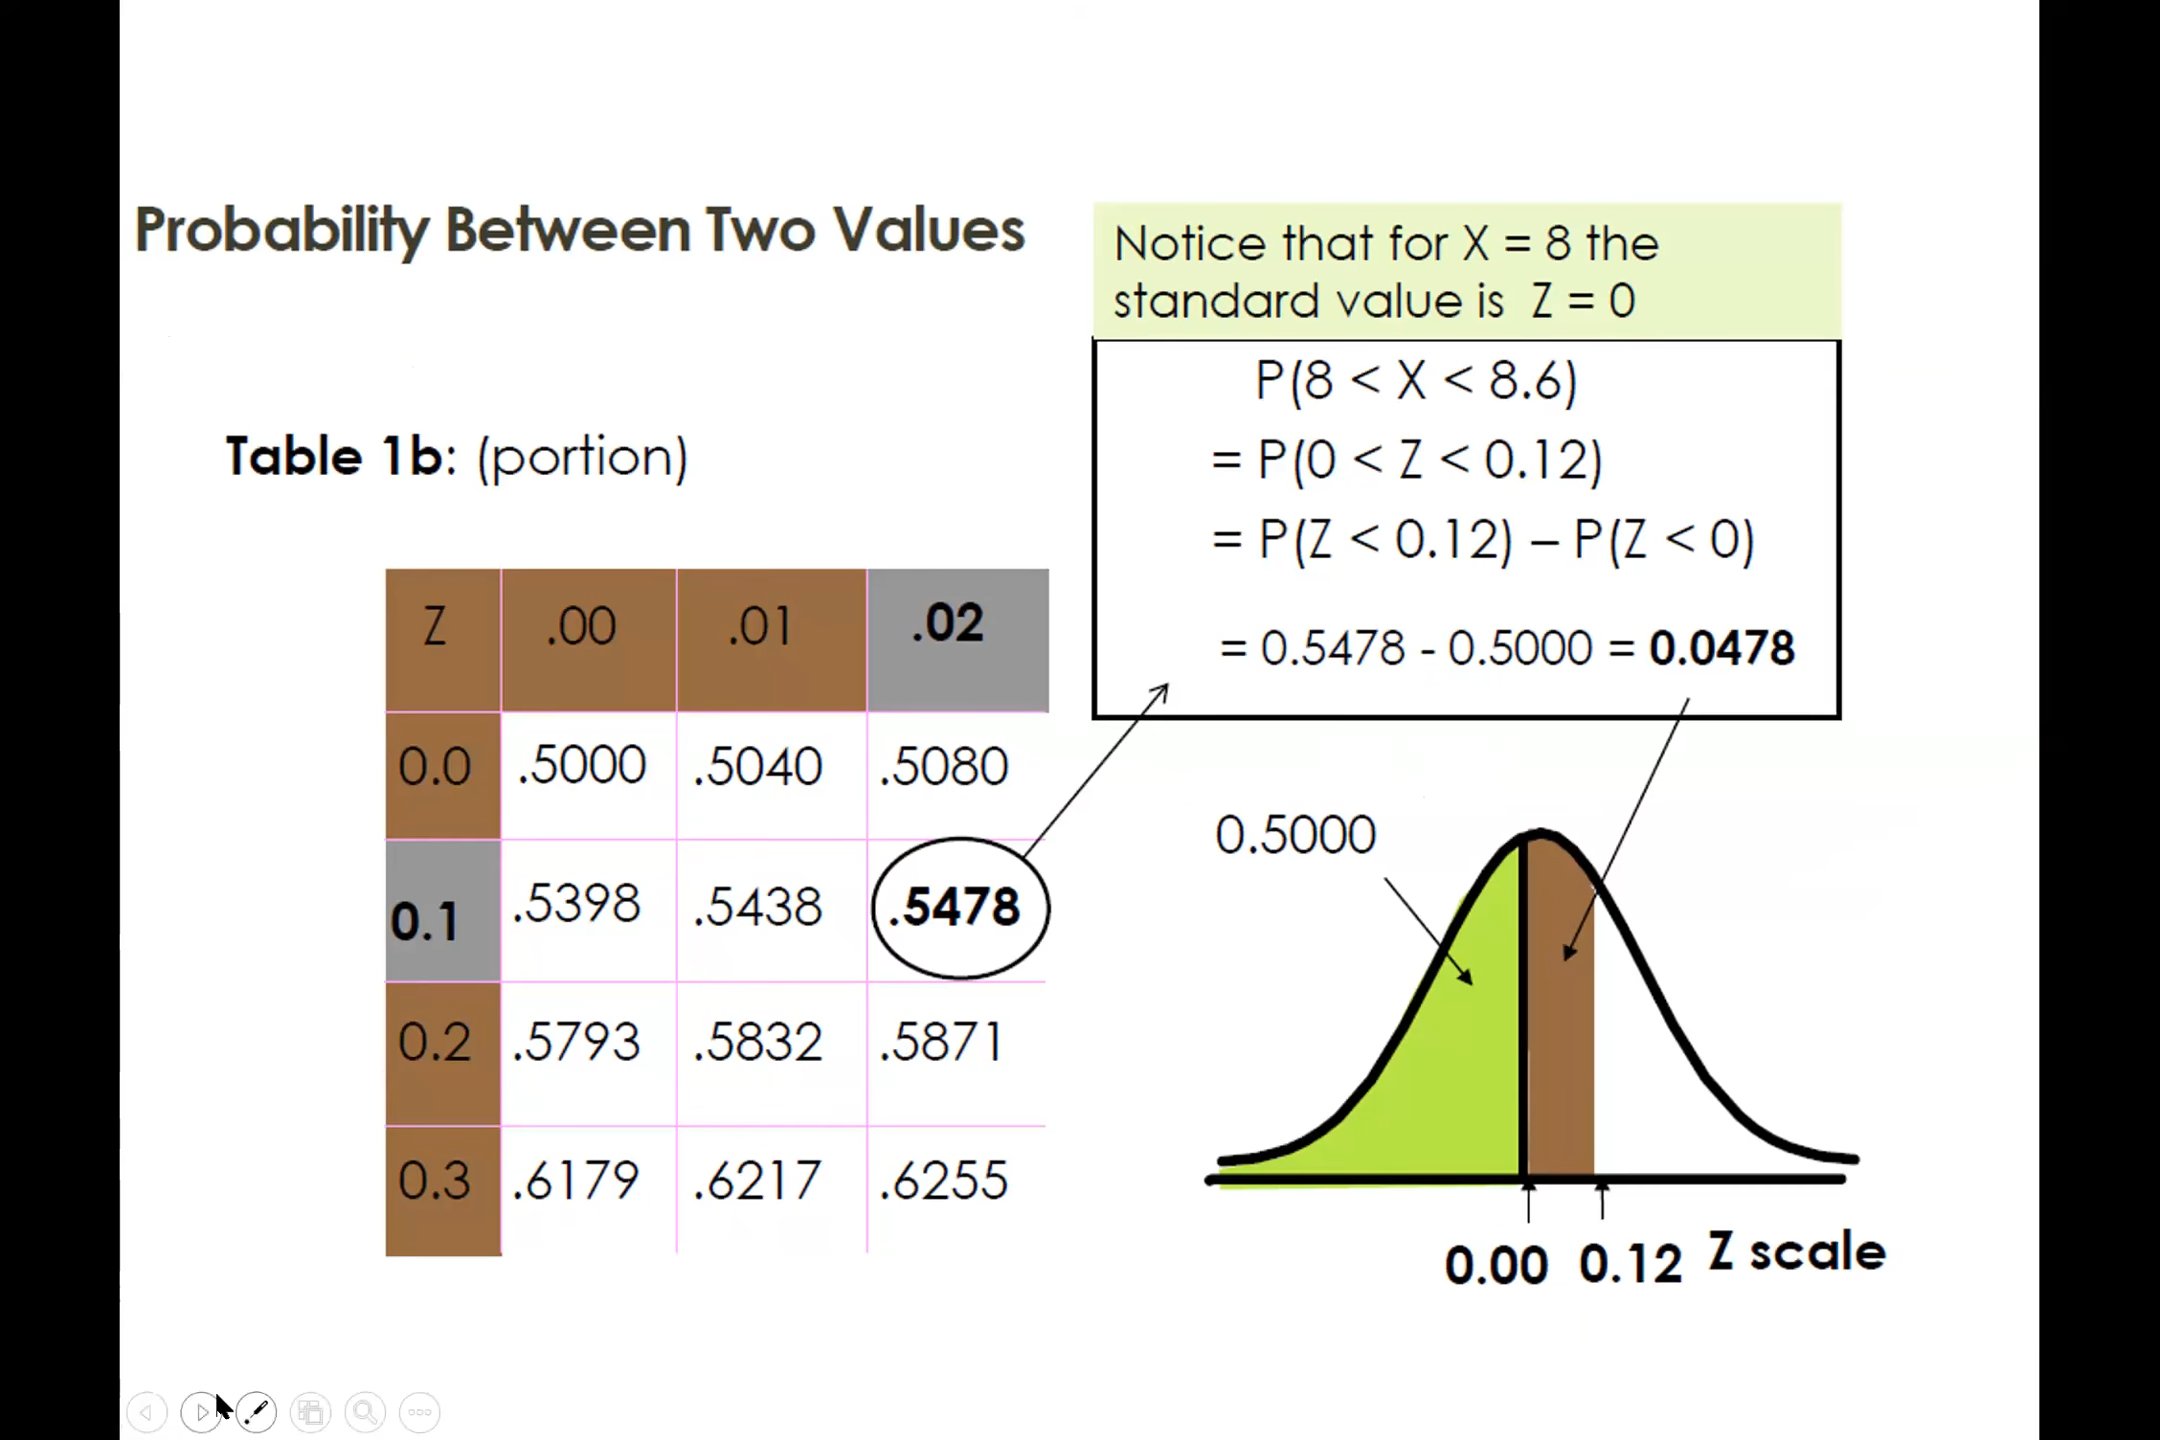 Probability Between Two Values
Notice that for X = 8 the
standard value is Z = 0
P(8 < X < 8.6)
= P(0 < Z < 0.12)
= P(Z < 0.12) – P(Z < 0)
= 0.5478 - 0.5000 = 0.0478
Table 1b: (portion)
Z .00 .01 .02
0.0 .5000 .5040 .5080
0.1 .5398 .5438 .5478
0.2 .5793 .5832 .5871
0.3 .6179 .6217 .6255
0.5000
0.00 0.12 Z scale